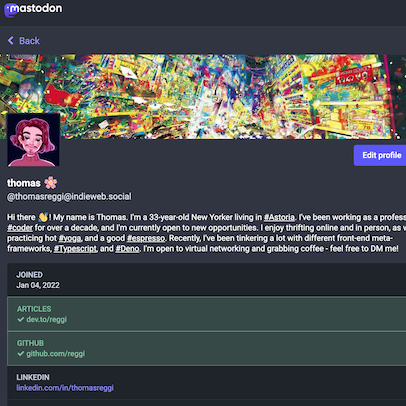 mastodon
Back
Edit profile
thomas
@thomasreggi@indieweb.social
Hi there 👋! My name is Thomas. I'm a 33-year-old New Yorker living in #Astoria. I've been working as a profess
#coder for over a decade, and I'm currently open to new opportunities. I enjoy thrifting online and in person, as w
practicing hot #yoga, and a good #espresso. Recently, I've been tinkering a lot with different front-end meta-
frameworks, #Typescript, and #Deno. I'm open to virtual networking and grabbing coffee - feel free to DM me!
JOINED
Jan 04, 2022
ARTICLES
✓ dev.to/reggi
GITHUB
✓ github.com/reggi
LINKEDIN
linkedin.com/in/thomasreggi